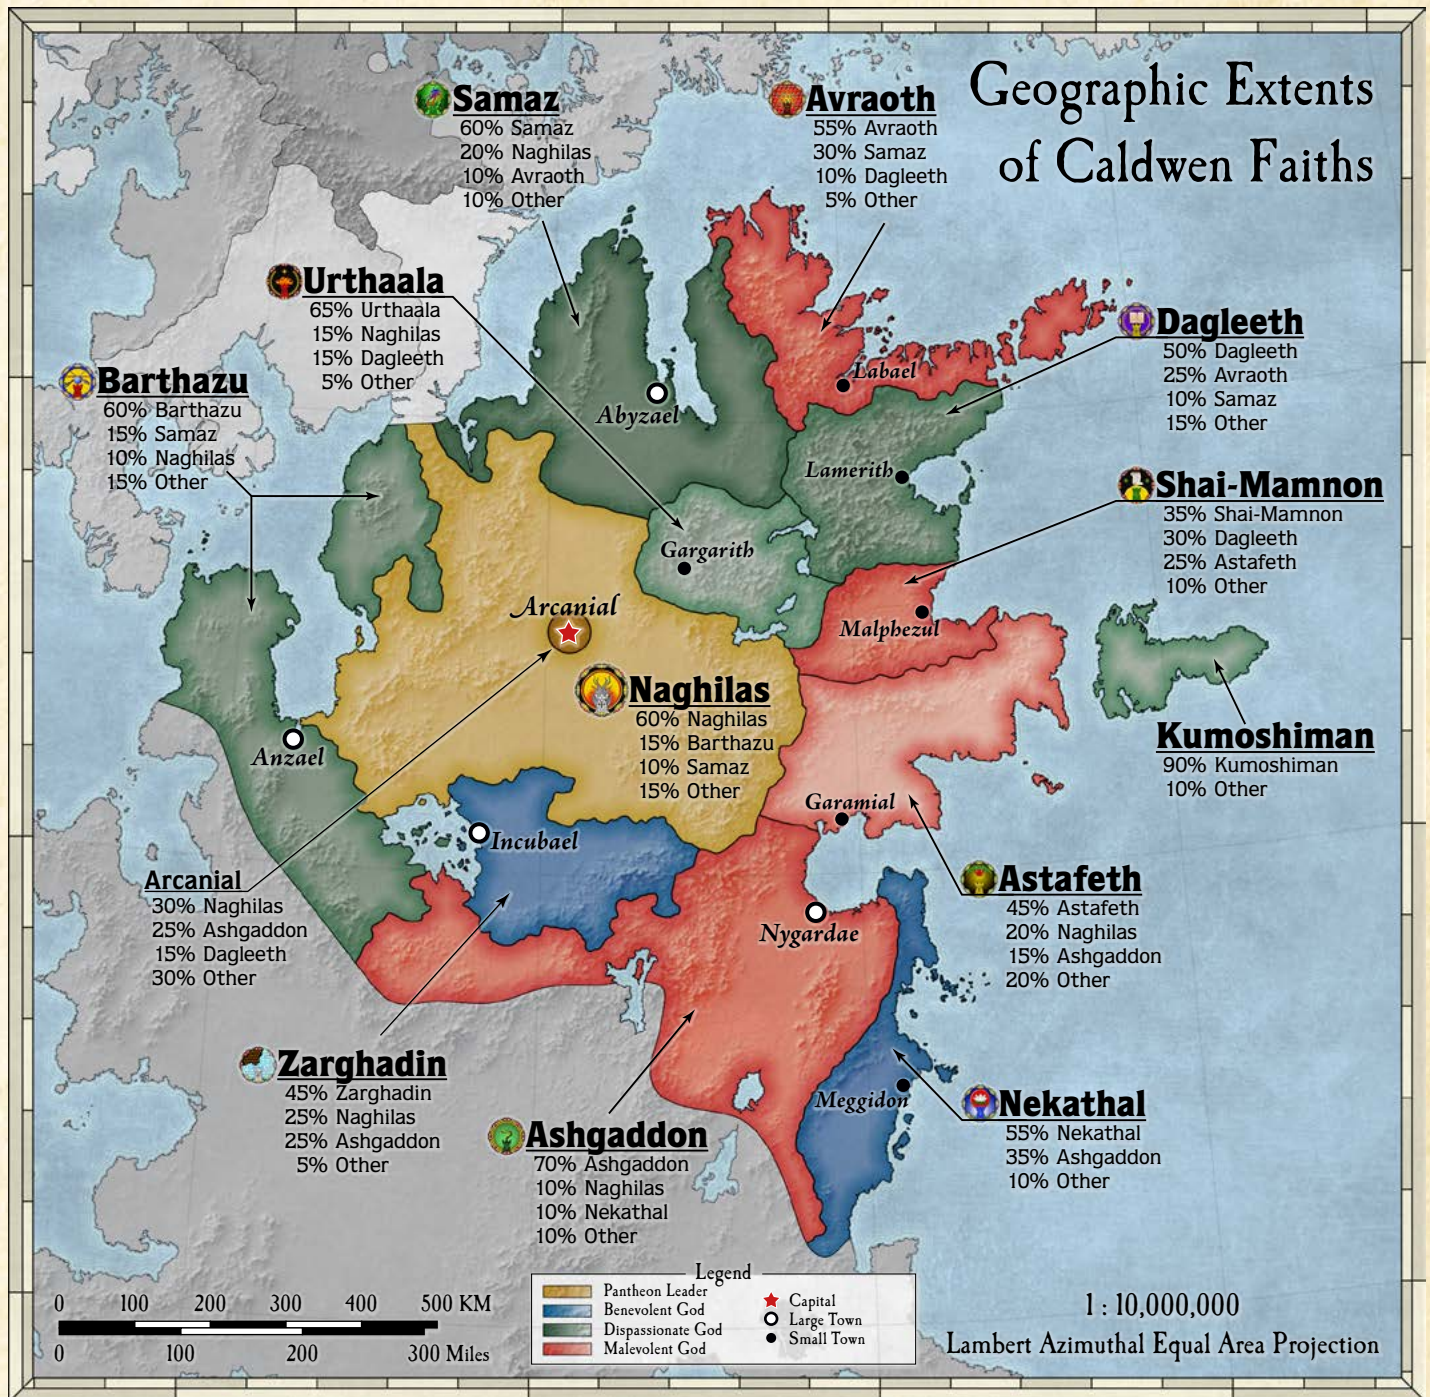 Geographic Extents
of Caldwen Faiths
Samaz
60% Samaz
20% Naghilas
10% Avraoth
10% Other
Avraoth
55% Avraoth
30% Samaz
10% Dagleeth
5% Other
Urthaala
65% Urthaala
15% Naghilas
15% Dagleeth
5% Other
Dagleeth
50% Dagleeth
25% Avraoth
10% Samaz
15% Other
Barthazu
60% Barthazu
15% Samaz
10% Naghilas
15% Other
Labael
Abyzael
Lamerith
Shai-Mamnon
35% Shai-Mamnon
30% Dagleeth
25% Astafeth
10% Other
Gargarith
Arcanial
Malphezul
Naghilas
60% Naghilas
15% Barthazu
10% Samaz
15% Other
Kumoshiman
90% Kumoshiman
10% Other
Anzael
Garamial
Incubael
Arcanial
30% Naghilas
25% Ashgaddon
15% Dagleeth
30% Other
Astafeth
45% Astafeth
20% Naghilas
15% Ashgaddon
20% Other
Nygardae
Zarghadin
45% Zarghadin
25% Naghilas
25% Ashgaddon
5% Other
Meggidon
Nekathal
55% Nekathal
35% Ashgaddon
10% Other
Ashgaddon
70% Ashgaddon
10% Naghilas
10% Nekathal
10% Other
Legend
Pantheon Leader
Benevolent God
Dispassionate God
Malevolent God
Capital
Large Town
Small Town
0 100 200 300 400 500 KM
0 100 200 300 Miles
1 : 10,000,000
Lambert Azimuthal Equal Area Projection